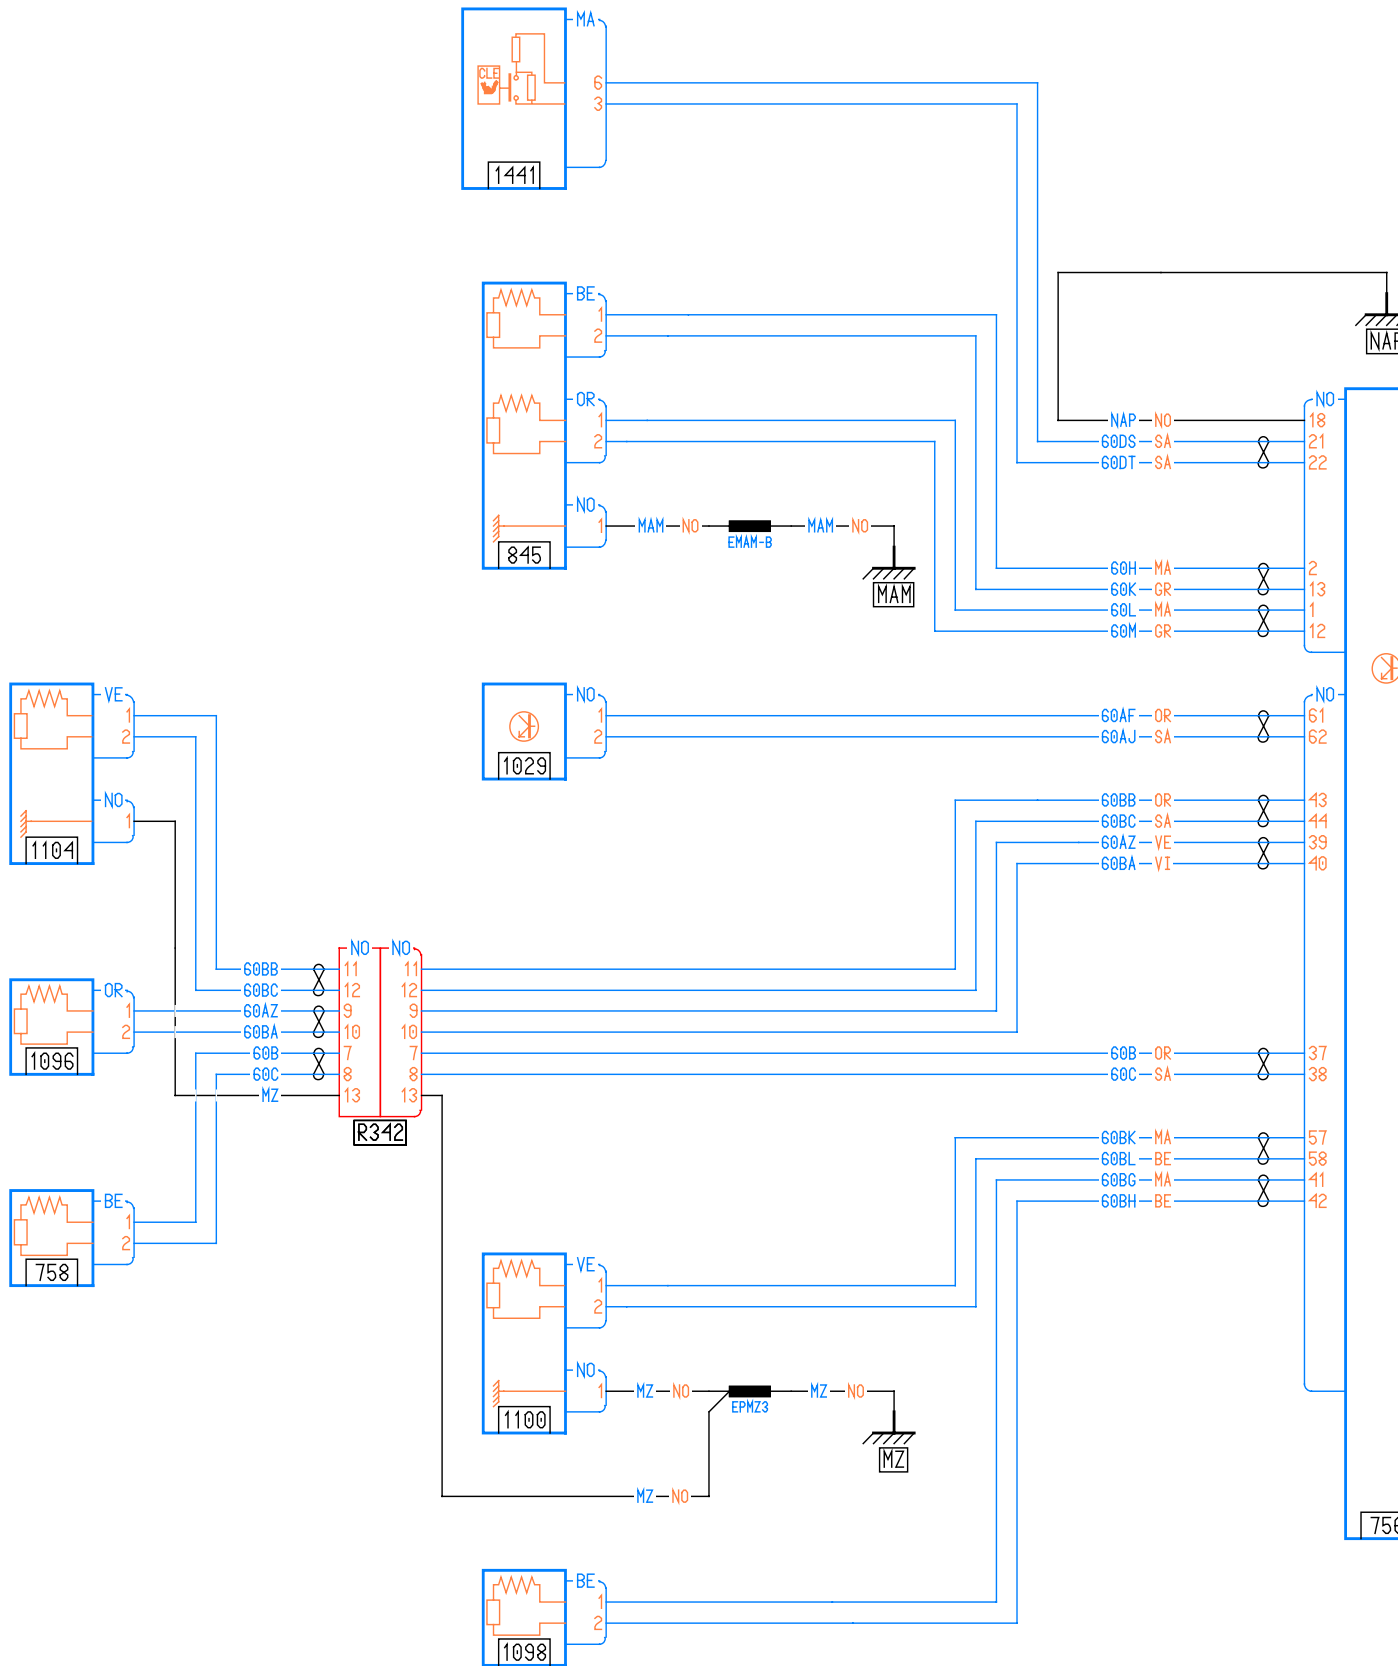 MA
CLE
6
3
1441
BE
1
2
NO
OR
1
NAP NO 18
60DS SA 21
2
60DT SA 22
NO
1 MAM NO MAM NO
EMAM-B
845
60H MA 2
60K GR 13
MAM
60L MA 1
60M GR 12
VE NO NO
1 1 60AF OR 61
2 2 60AJ SA 62
1029
NO 60BB OR 43
1 60BC SA 44
1104 60AZ VE 39
60BA VI 40
NO NO
60BB 11 11
OR 60BC 12 12
1 60AZ 9 9
2 60BA 10 10
1096 60B 7 7 60B OR 37
60C 8 8 60C SA 38
MZ 13 13
R342
60BK MA 57
60BL BE 58
60BG MA 41
BE 60BH BE 42
1
2
758
VE
1
2
NO
1 MZ NO MZ NO
EPMZ3
1100
MZ
MZ NO
BE
1
2
1098